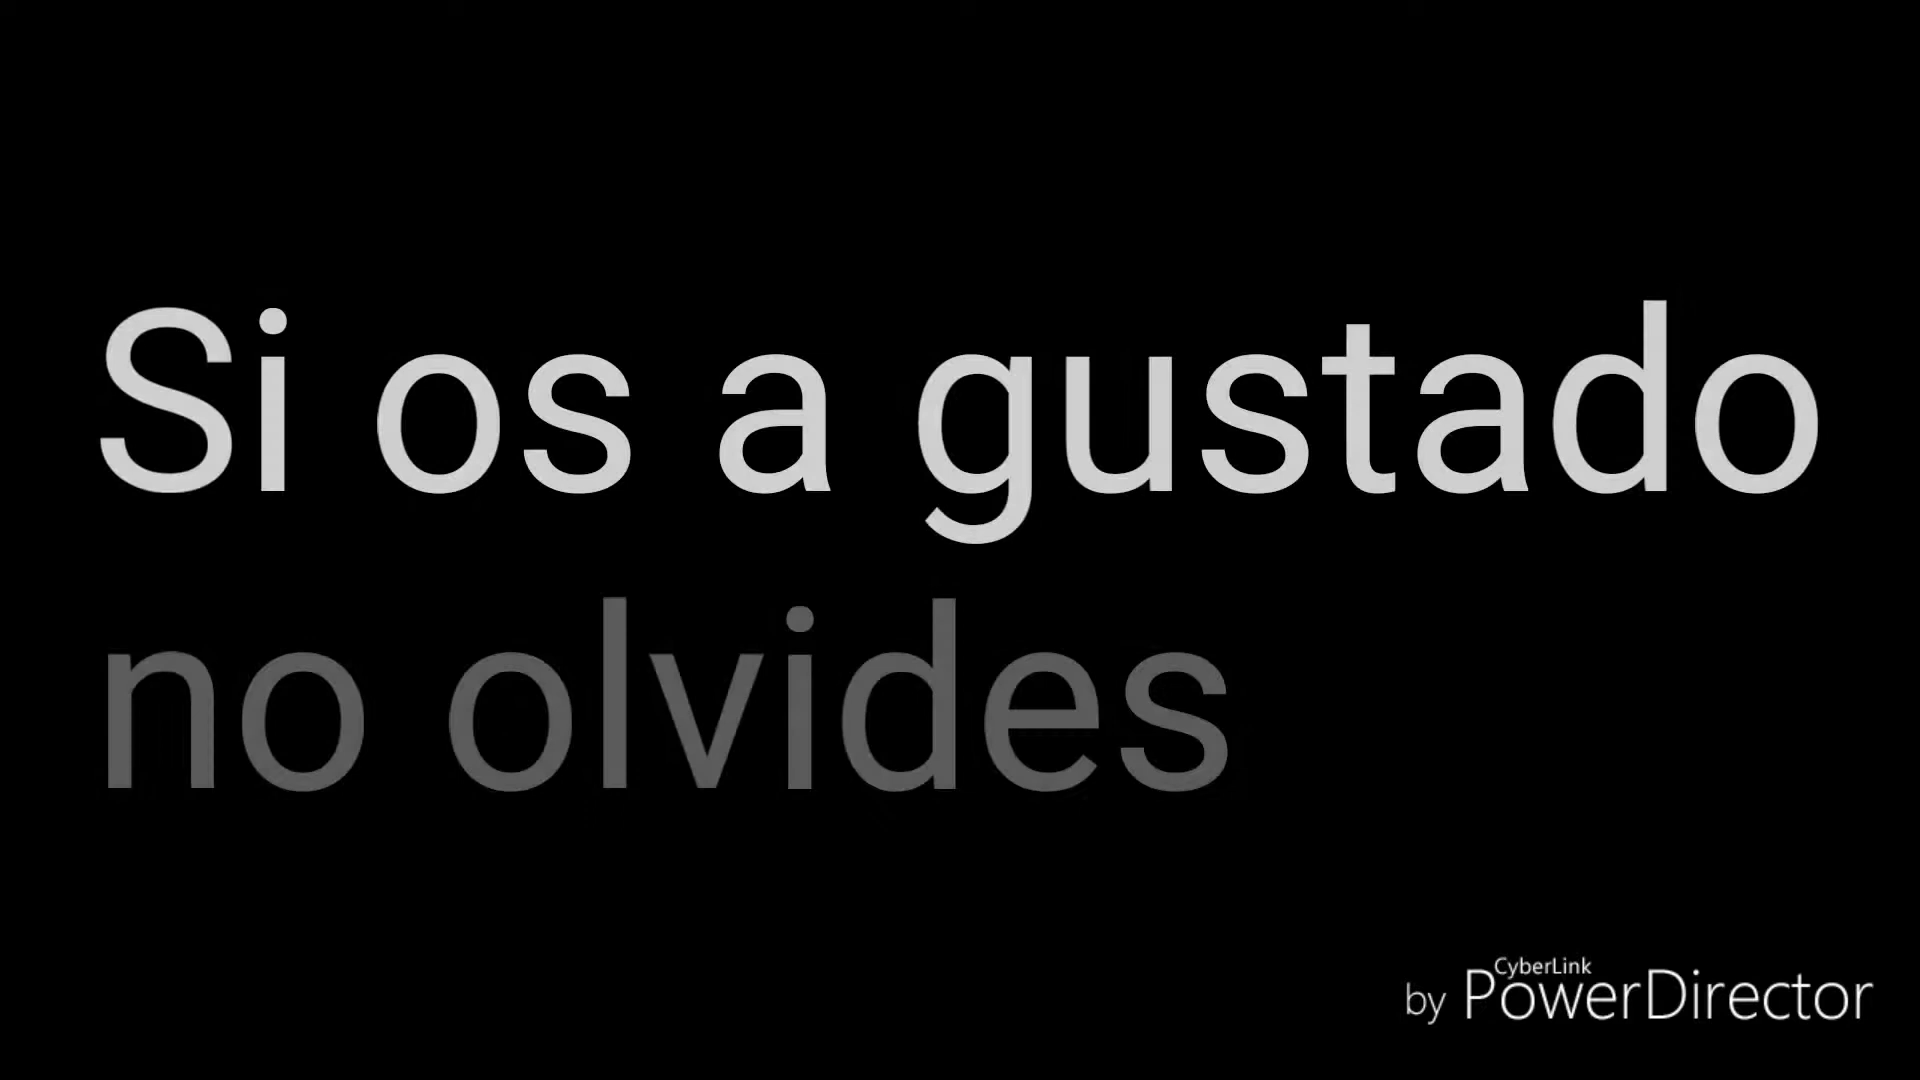 Si os a gustado
no olvides
CyberLink
by PowerDirector